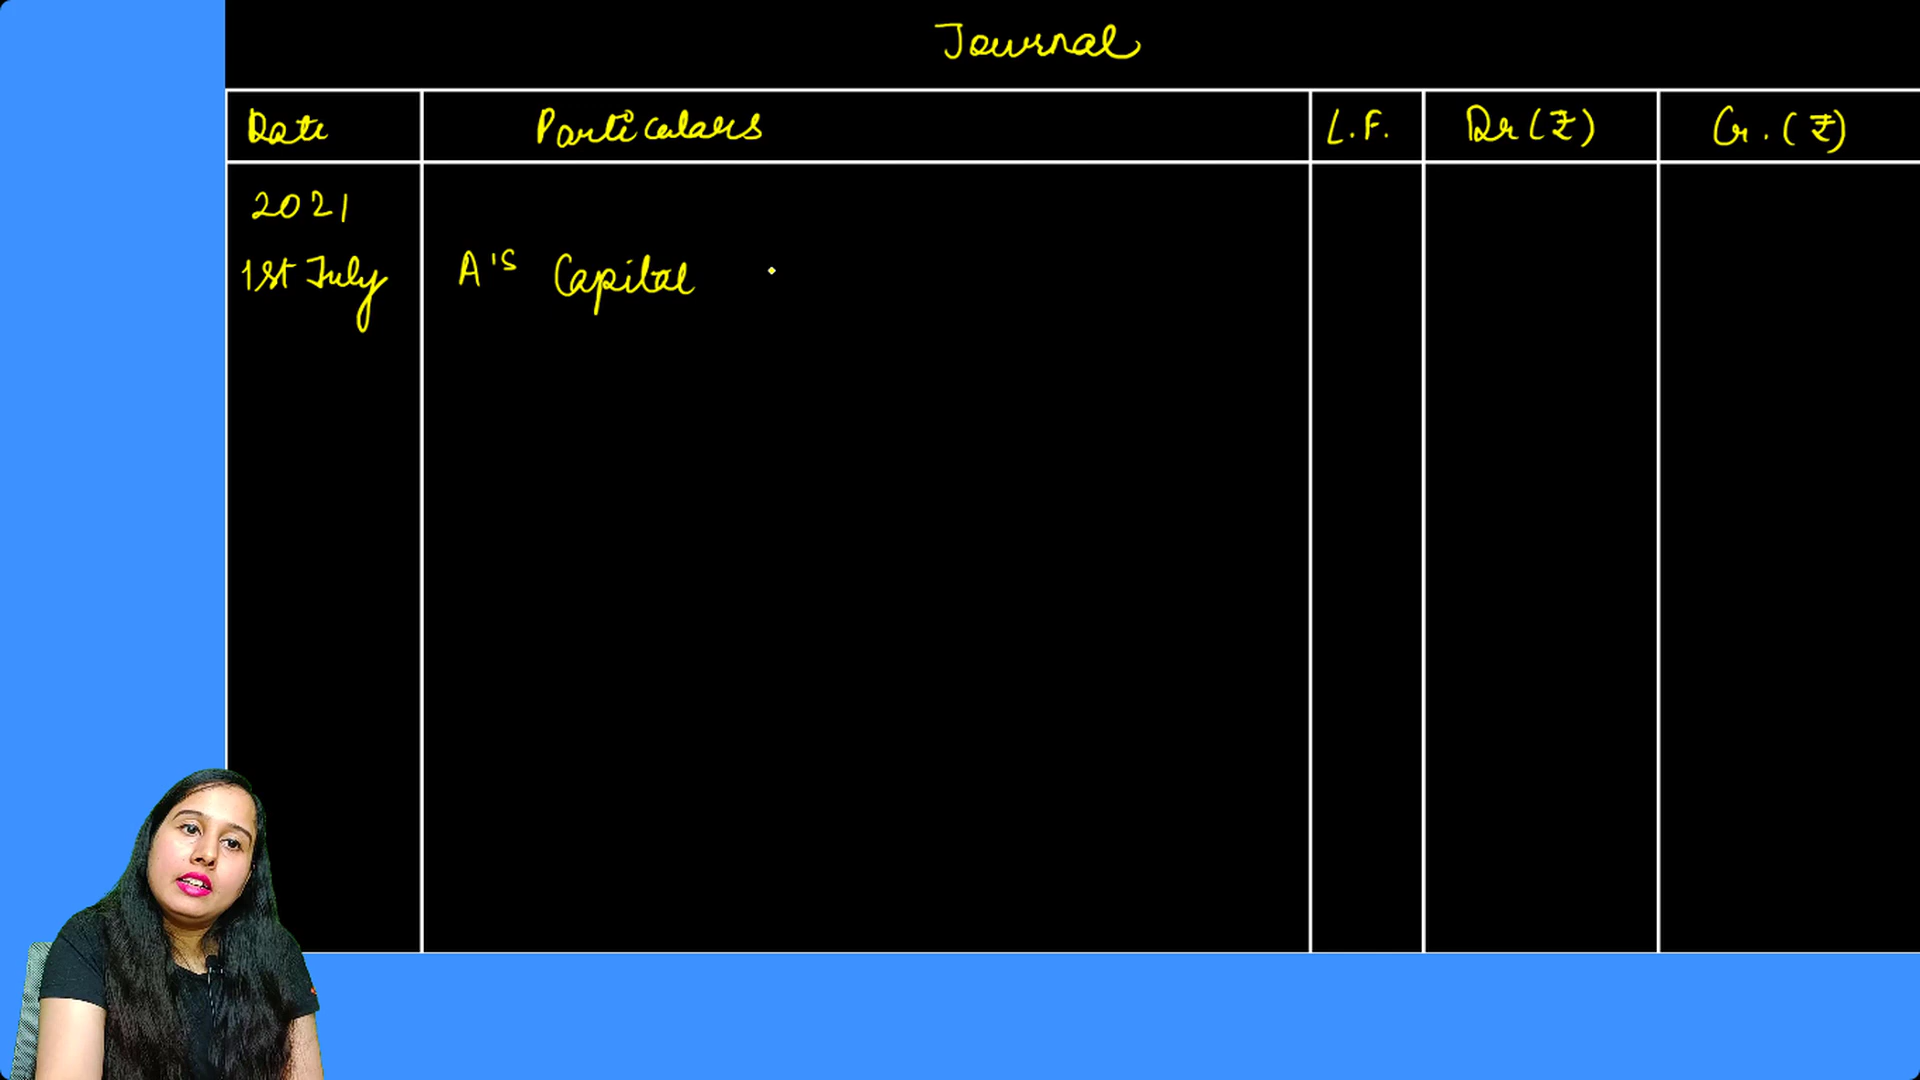 Journal
Date Particulars L.F. Dr (₹) Cr. (₹)
2021
1st July A's Capital